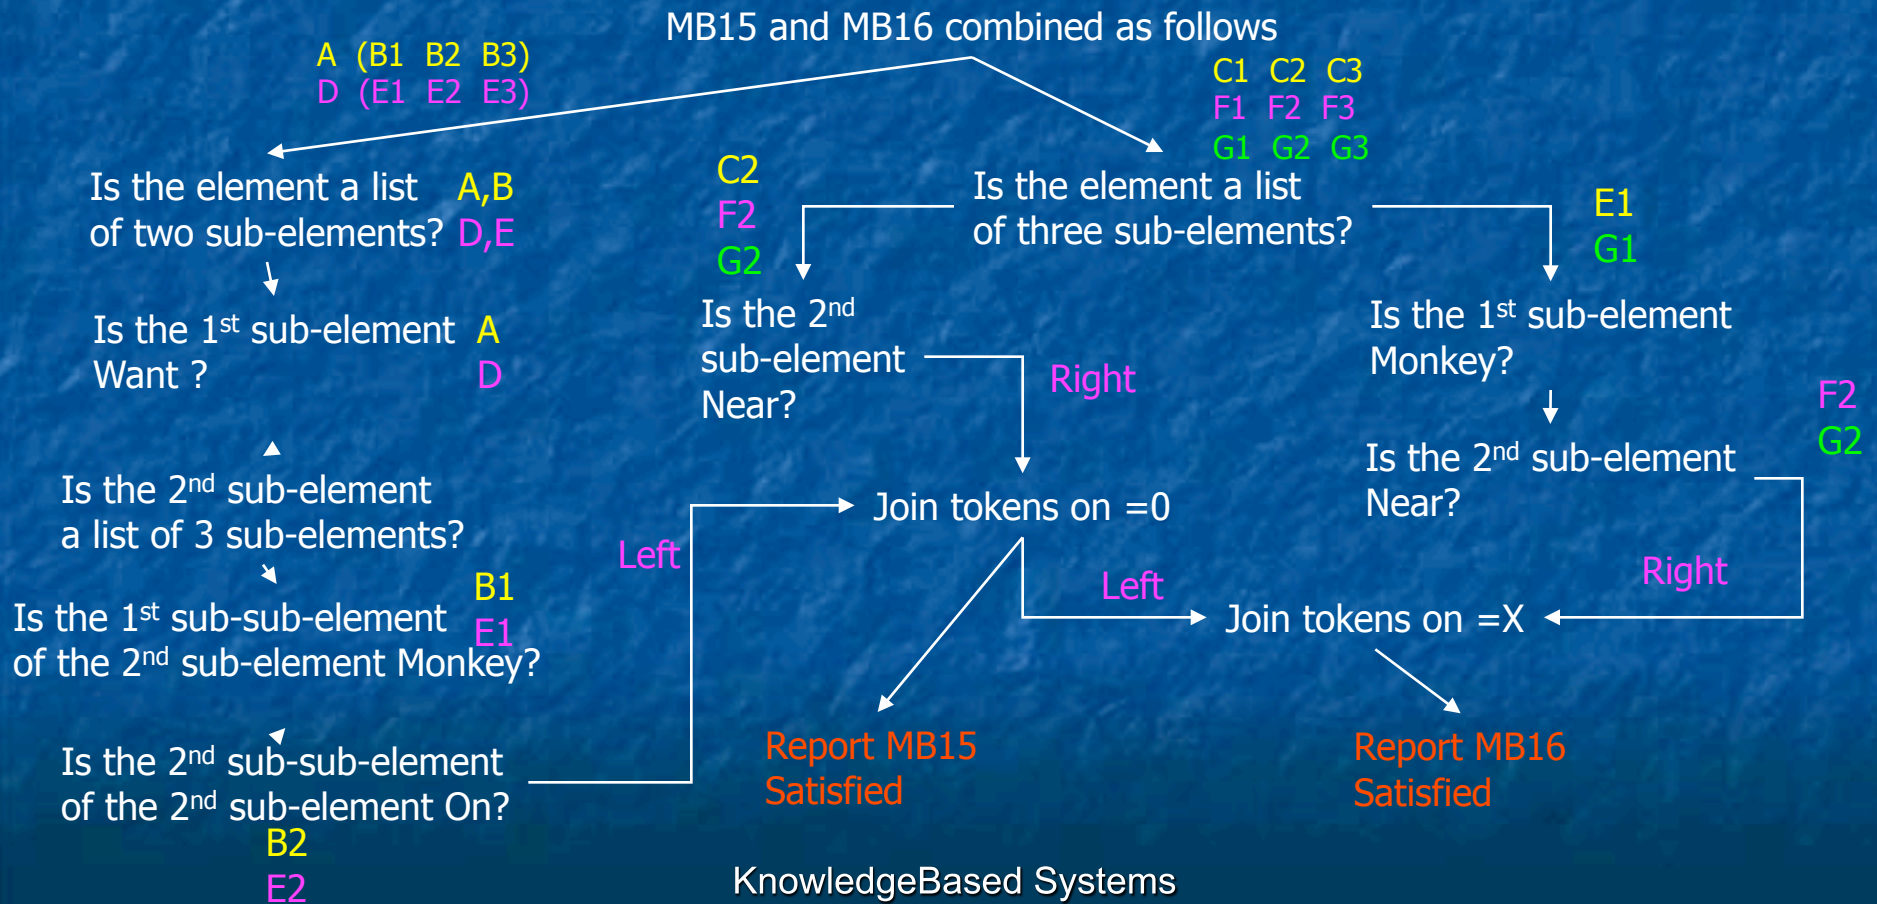 MB15 and MB16 combined as follows
A (B1 B2 B3)
D (E1 E2 E3)
C1 C2 C3
F1 F2 F3
G1 G2 G3
Is the element a list A,B
of two sub-elements? D,E
Is the 1st sub-element A
Want ? D
Is the 2nd sub-element
a list of 3 sub-elements?
B1
E1
Is the 1st sub-sub-element
of the 2nd sub-element Monkey?
Is the 2nd sub-sub-element
of the 2nd sub-element On?
B2
E2
Left
C2
F2
G2
Is the element a list
of three sub-elements?
Is the 2nd
sub-element
Near?
Right
Join tokens on =0
Left
Report MB15
Satisfied
E1
G1
Is the 1st sub-element
Monkey?
F2
G2
Is the 2nd sub-element
Near?
Right
Join tokens on =X
Report MB16
Satisfied
KnowledgeBased Systems